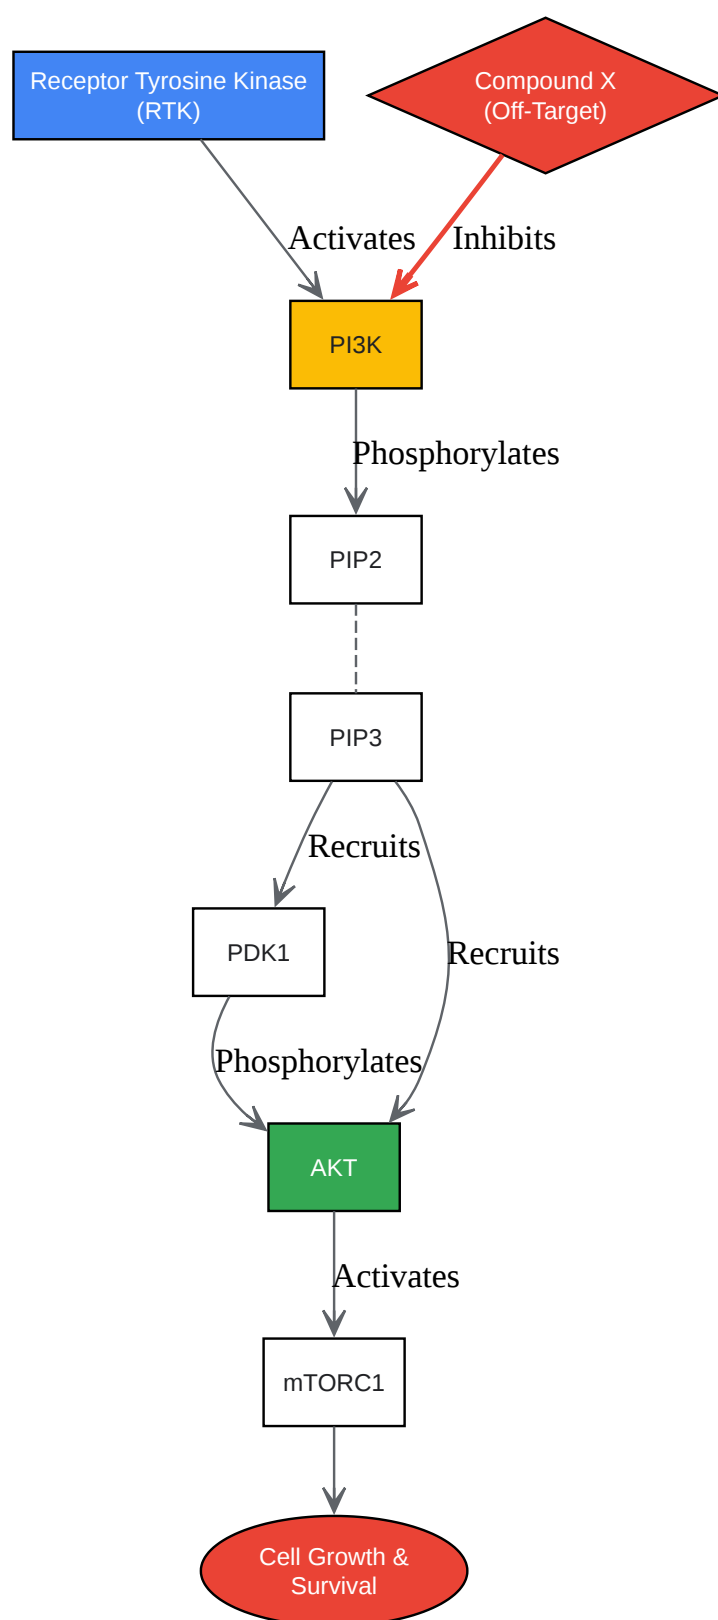 Receptor Tyrosine Kinase
(RTK)
Compound X
(Off-Target)
Activates
Inhibits
PI3K
Phosphorylates
PIP2
PIP3
Recruits
PDK1
Recruits
Phosphorylates
AKT
Activates
mTORC1
Cell Growth &
Survival